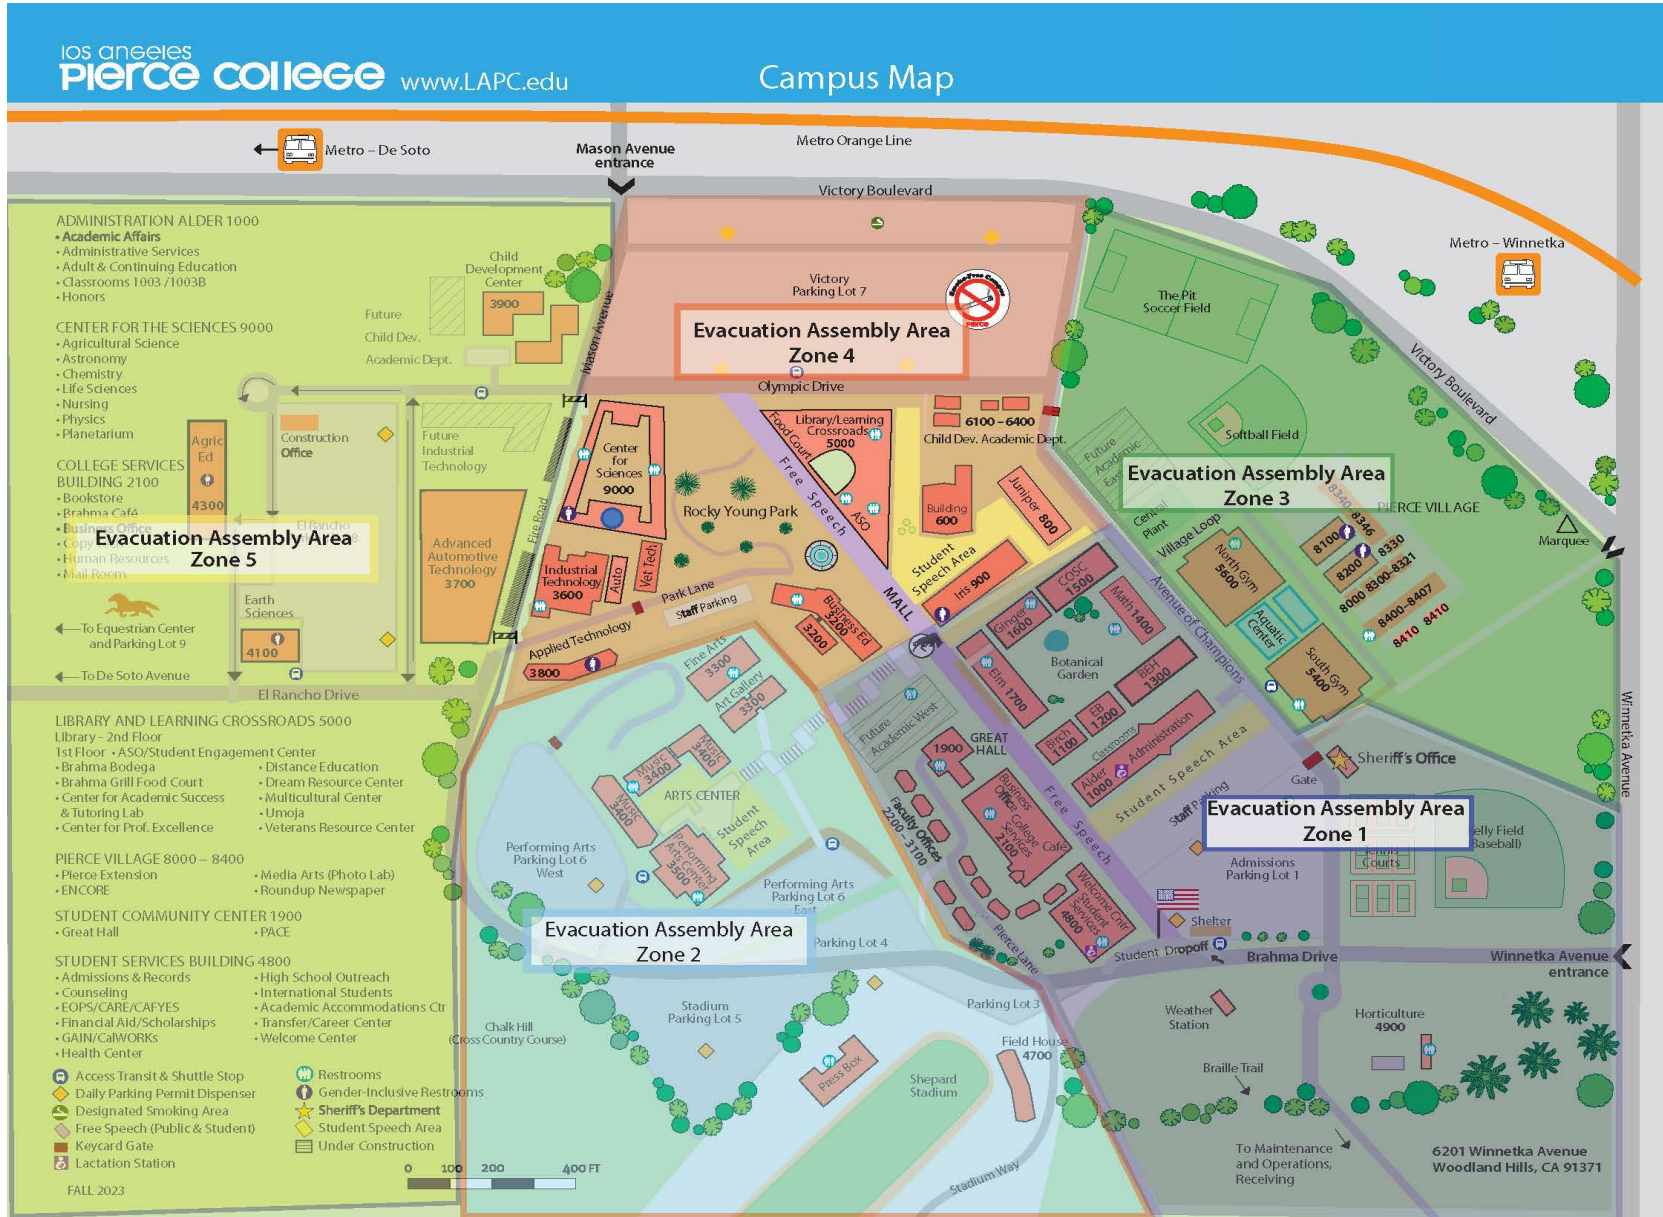 los angeles
PIERCE COLLEGE www.LAPC.edu
Campus Map
Metro – De Soto
Mason Avenue
entrance
Metro Orange Line
Victory Boulevard
Metro – Winnetka
ADMINISTRATION ALDER 1000
• Academic Affairs
• Administrative Services
• Adult & Continuing Education
• Classrooms 1003 /1003B
• Honors
CENTER FOR THE SCIENCES 9000
• Agricultural Science
• Astronomy
• Chemistry
• Life Sciences
• Nursing
• Physics
• Planetarium
COLLEGE SERVICES
BUILDING 2100
• Bookstore
• Brahma Café
• Business Office
• Copy
• Human Resources
• Mail Room
Evacuation Assembly Area
Zone 5
Child
Development
Center
3900
Future
Child Dev.
Academic Dept.
Agric
Ed
4300
Construction
Office
Future
Industrial
Technology
El Rancho
Advanced
Automotive
Technology
3700
Fire Road
Mason Avenue
Earth
Sciences
4100
To Equestrian Center
and Parking Lot 9
To De Soto Avenue
El Rancho Drive
Victory
Parking Lot 7
Smoke-Free Campus
PIERCE
Evacuation Assembly Area
Zone 4
Olympic Drive
Center
for
Sciences
9000
Library/Learning
Crossroads
5000
Food Court
ASO
Free Speech
MALL
Rocky Young Park
6100 – 6400
Child Dev. Academic Dept.
Building
600
Juniper 800
Student
Speech Area
Iris 900
Industrial
Technology
3600
Auto
Vet Tech
Park Lane
Staff Parking
Applied Technology
3800
Business Ed
3200
3200
The Pit
Soccer Field
Softball Field
Victory Boulevard
Future
Academic
East
Evacuation Assembly Area
Zone 3
Central
Plant
Village Loop
8340
8346
PIERCE VILLAGE
8100
8330
8200
8000 8300–8321
8400–8407
8410 8410
Marquee
North Gym
5600
Aquatic
Center
South Gym
5400
Avenue of Champions
Winnetka Avenue
COSC
1500
Ginger
1600
Math 1400
Botanical
Garden
BEH
1300
Elm 1700
EB
1200
Birch
1100
Classrooms
Alder
1000
Administration
Student Speech Area
Staff Parking
Gate
Sheriff's Office
Evacuation Assembly Area
Zone 1
Admissions
Parking Lot 1
Tennis
Courts
elly Field
Baseball)
Shelter
Student Dropoff
Brahma Drive
Winnetka Avenue
entrance
Future
Academic West
1900
GREAT
HALL
Faculty Offices
2200 – 3100
Business
Office College
Services
2100
Café
Free Speech
Welcome Cntr
Student
Services
4800
Pierce Lane
Fine Arts
3300
Art Gallery
3300
Music
3400
Music
3400
Music
3400
ARTS CENTER
Student
Speech
Area
Performing
Arts Center
3500
Performing Arts
Parking Lot 6
West
Performing Arts
Parking Lot 6
East
Evacuation Assembly Area
Zone 2
Parking Lot 4
Stadium
Parking Lot 5
Chalk Hill
(Cross Country Course)
Press Box
Parking Lot 3
Field House
4700
Shepard
Stadium
Stadium Way
Weather
Station
Horticulture
4900
Braille Trail
To Maintenance
and Operations,
Receiving
6201 Winnetka Avenue
Woodland Hills, CA 91371
LIBRARY AND LEARNING CROSSROADS 5000
Library - 2nd Floor
1st Floor • ASO/Student Engagement Center
• Brahma Bodega
• Brahma Grill Food Court
• Center for Academic Success
& Tutoring Lab
• Center for Prof. Excellence
• Distance Education
• Dream Resource Center
• Multicultural Center
• Umoja
• Veterans Resource Center
PIERCE VILLAGE 8000 – 8400
• Pierce Extension
• ENCORE
• Media Arts (Photo Lab)
• Roundup Newspaper
STUDENT COMMUNITY CENTER 1900
• Great Hall
• PACE
STUDENT SERVICES BUILDING 4800
• Admissions & Records
• Counseling
• EOPS/CARE/CAFYES
• Financial Aid/Scholarships
• GAIN/CalWORKs
• Health Center
• High School Outreach
• International Students
• Academic Accommodations Ctr
• Transfer/Career Center
• Welcome Center
Access Transit & Shuttle Stop
Daily Parking Permit Dispenser
Designated Smoking Area
Free Speech (Public & Student)
Keycard Gate
Lactation Station
Restrooms
Gender-Inclusive Restrooms
Sheriff's Department
Student Speech Area
Under Construction
0 100 200 400 FT
FALL 2023